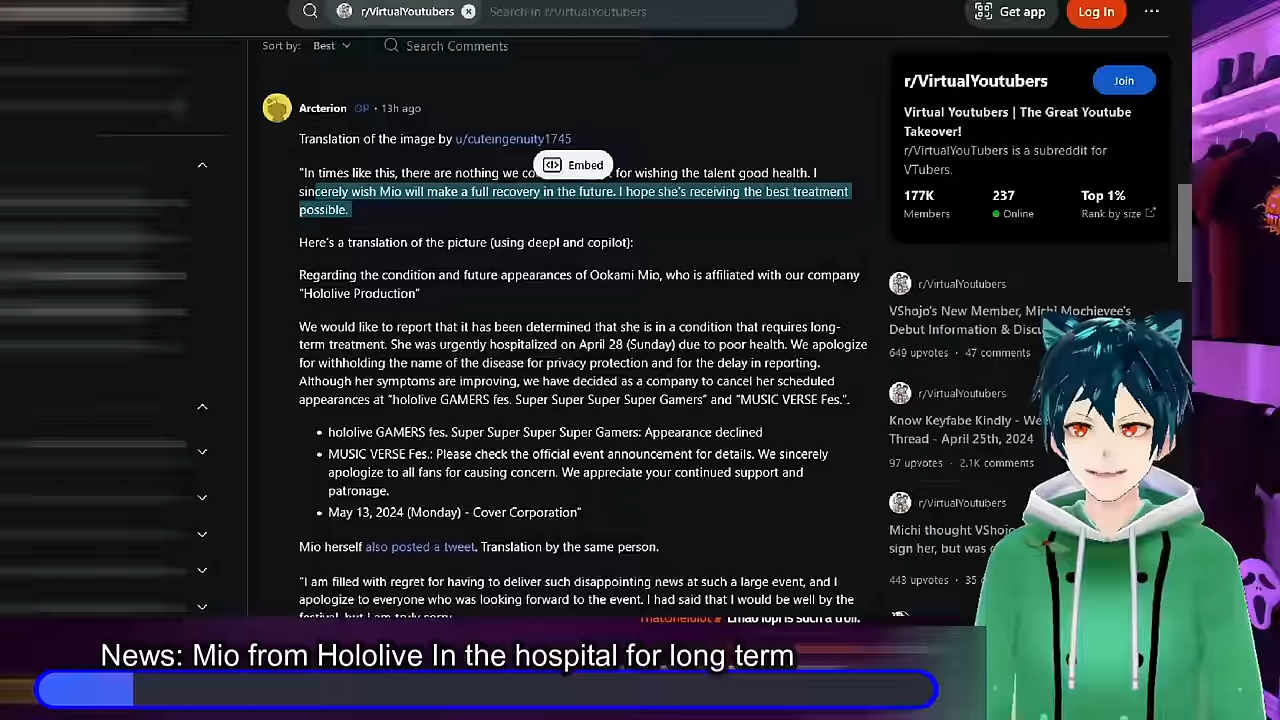 r/VirtualYoutubers
Search in r/VirtualYoutubers
Get app
Log In
Sort by: Best
Search Comments
Arcterion OP • 13h ago
Translation of the image by u/cuteingenuity1745
Embed
"In times like this, there are nothing we for wishing the talent good health. I
sincerely wish Mio will make a full recovery in the future. I hope she's receiving the best treatment
possible.
Here's a translation of the picture (using deepl and copilot):
Regarding the condition and future appearances of Ookami Mio, who is affiliated with our company
"Hololive Production"
We would like to report that it has been determined that she is in a condition that requires long-
term treatment. She was urgently hospitalized on April 28 (Sunday) due to poor health. We apologize
for withholding the name of the disease for privacy protection and for the delay in reporting.
Although her symptoms are improving, we have decided as a company to cancel her scheduled
appearances at "hololive GAMERS fes. Super Super Super Super Gamers" and "MUSIC VERSE Fes.".
• hololive GAMERS fes. Super Super Super Super Gamers: Appearance declined
• MUSIC VERSE Fes.: Please check the official event announcement for details. We sincerely
apologize to all fans for causing concern. We appreciate your continued support and
patronage.
• May 13, 2024 (Monday) - Cover Corporation"
Mio herself also posted a tweet. Translation by the same person.
"I am filled with regret for having to deliver such disappointing news at such a large event, and I
apologize to everyone who was looking forward to the event. I had said that I would be well by the
festival, but I am truly sorry
r/VirtualYoutubers
Join
Virtual Youtubers | The Great Youtube
Takeover!
r/VirtualYouTubers is a subreddit for
VTubers.
177K 237 Top 1%
Members Online Rank by size
r/VirtualYoutubers
VShojo's New Member, Michi Mochievee's
Debut Information &
649 upvotes • 47 comments
r/VirtualYoutubers
Know Keyfabe Kindly -
Thread - April 25th, 2024
97 upvotes • 2.1K comments
r/VirtualYoutubers
Michi thought
sign her, but was
443 upvotes •
Lmao lupi is such a troll.
News: Mio from Hololive In the hospital for long term